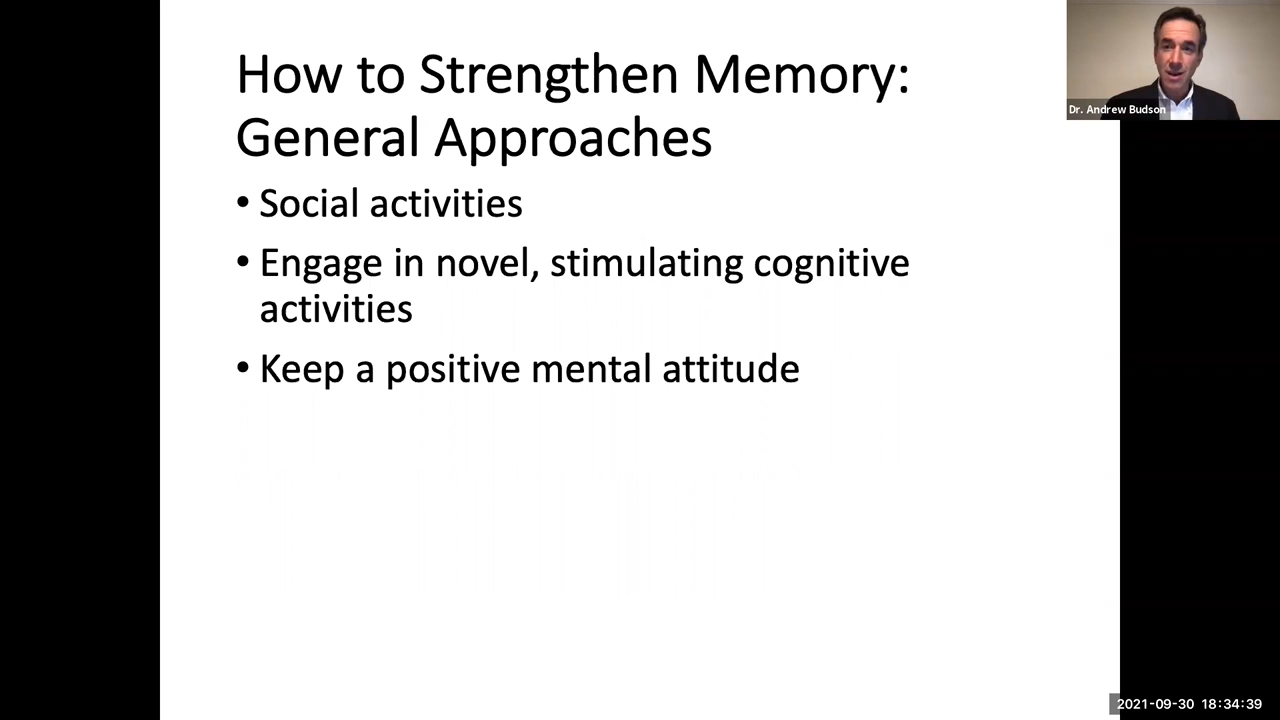 How to Strengthen Memory:
General Approaches
• Social activities
• Engage in novel, stimulating cognitive
activities
• Keep a positive mental attitude
Dr. Andrew Budson
2021-09-30 18:34:39